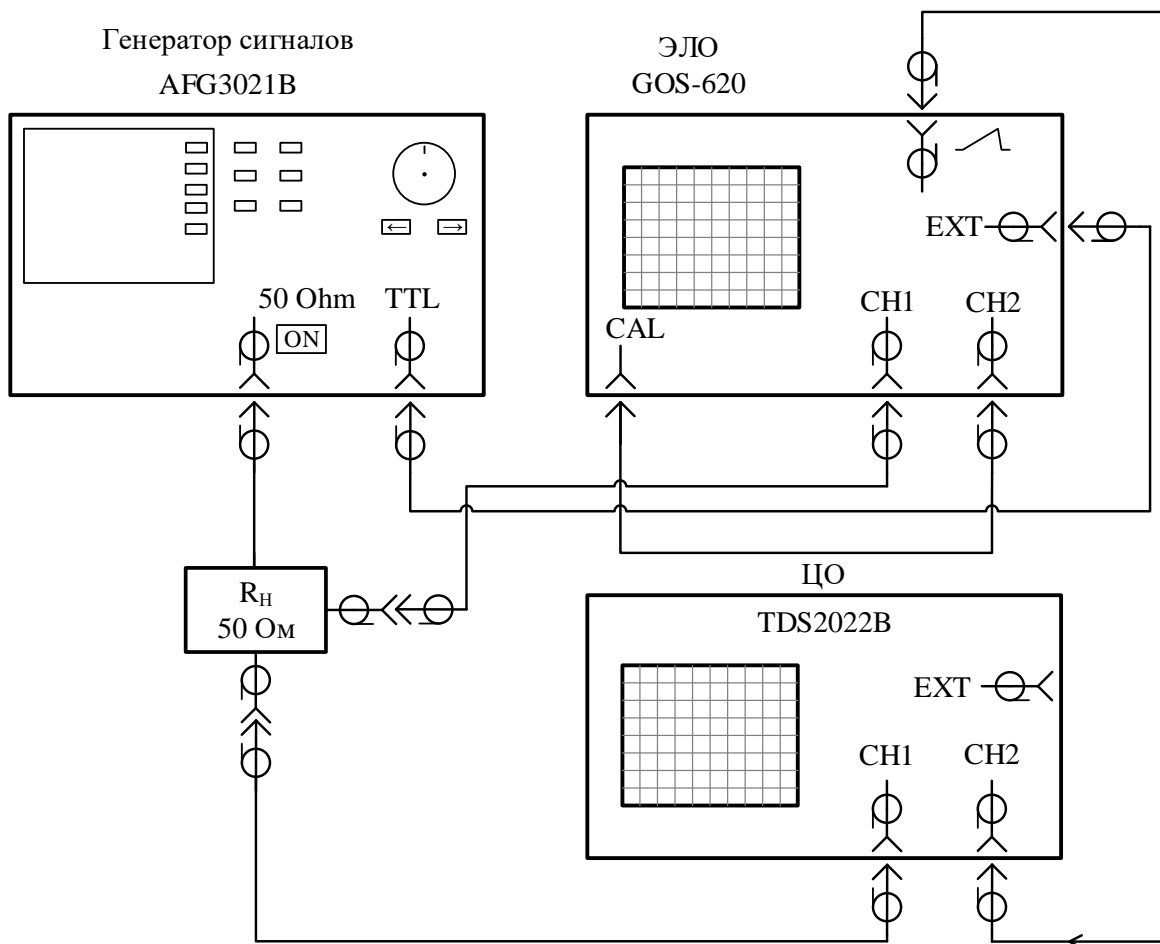 Генератор сигналов
AFG3021B
ЭЛО
GOS-620
EXT
50 Ohm
TTL
ON
← →
CAL
CH1
CH2
R_Н
50 Ом
ЦО
TDS2022B
EXT
CH1
CH2